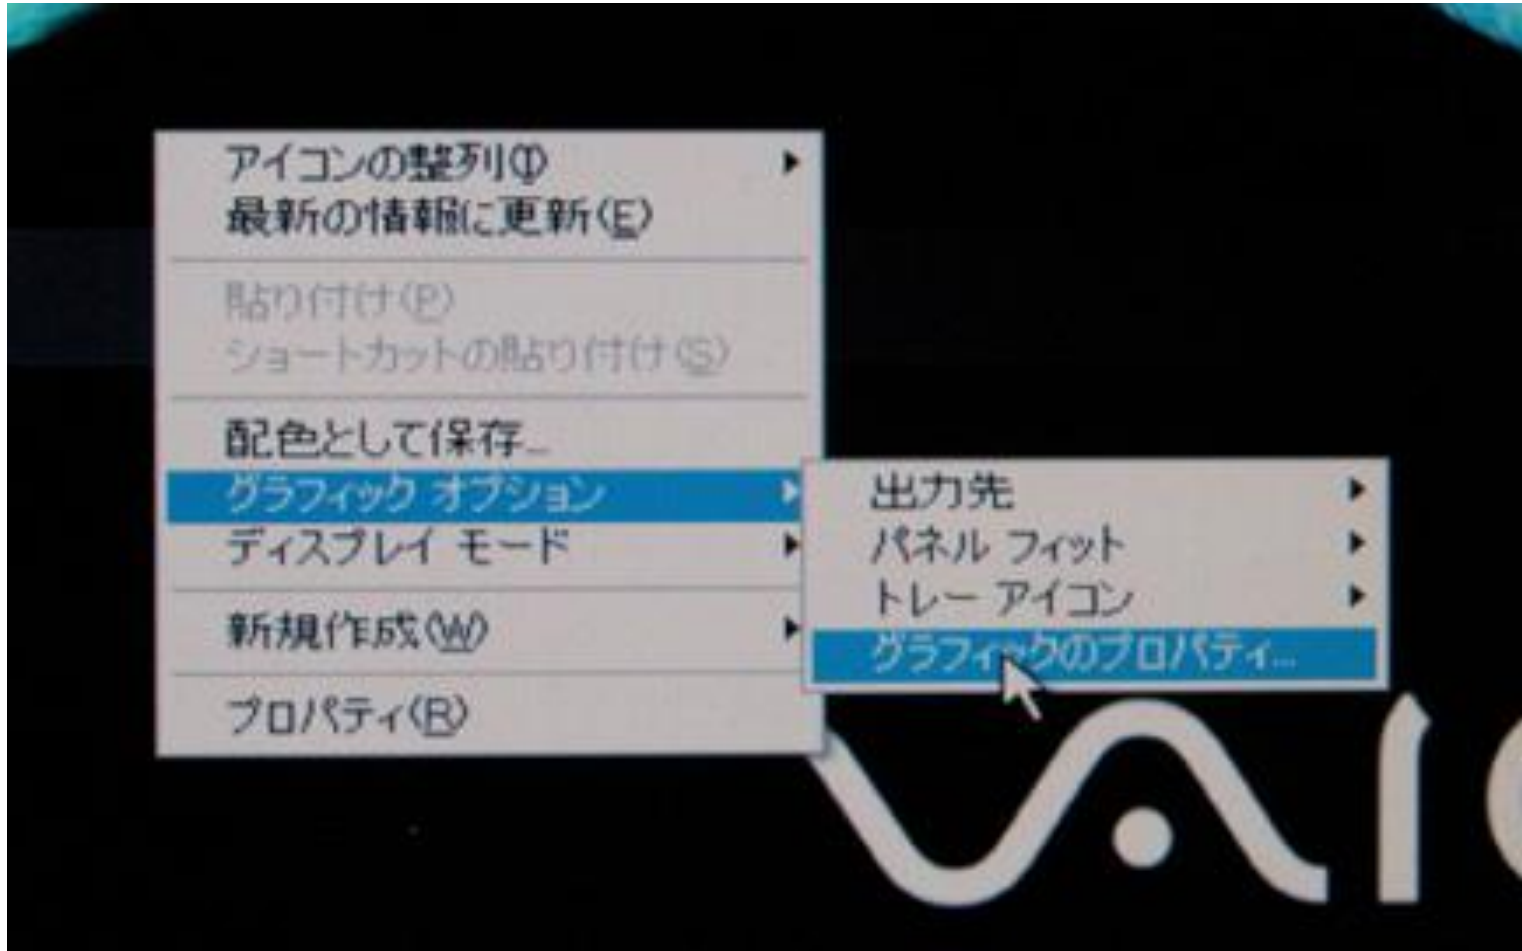 アイコンの整列(I)
最新の情報に更新(E)
貼り付け(P)
ショートカットの貼り付け(S)
配色として保存...
グラフィック オプション
ディスプレイ モード
新規作成(W)
プロパティ(R)
出力先
パネル フィット
トレー アイコン
グラフィックのプロパティ...
VAIO